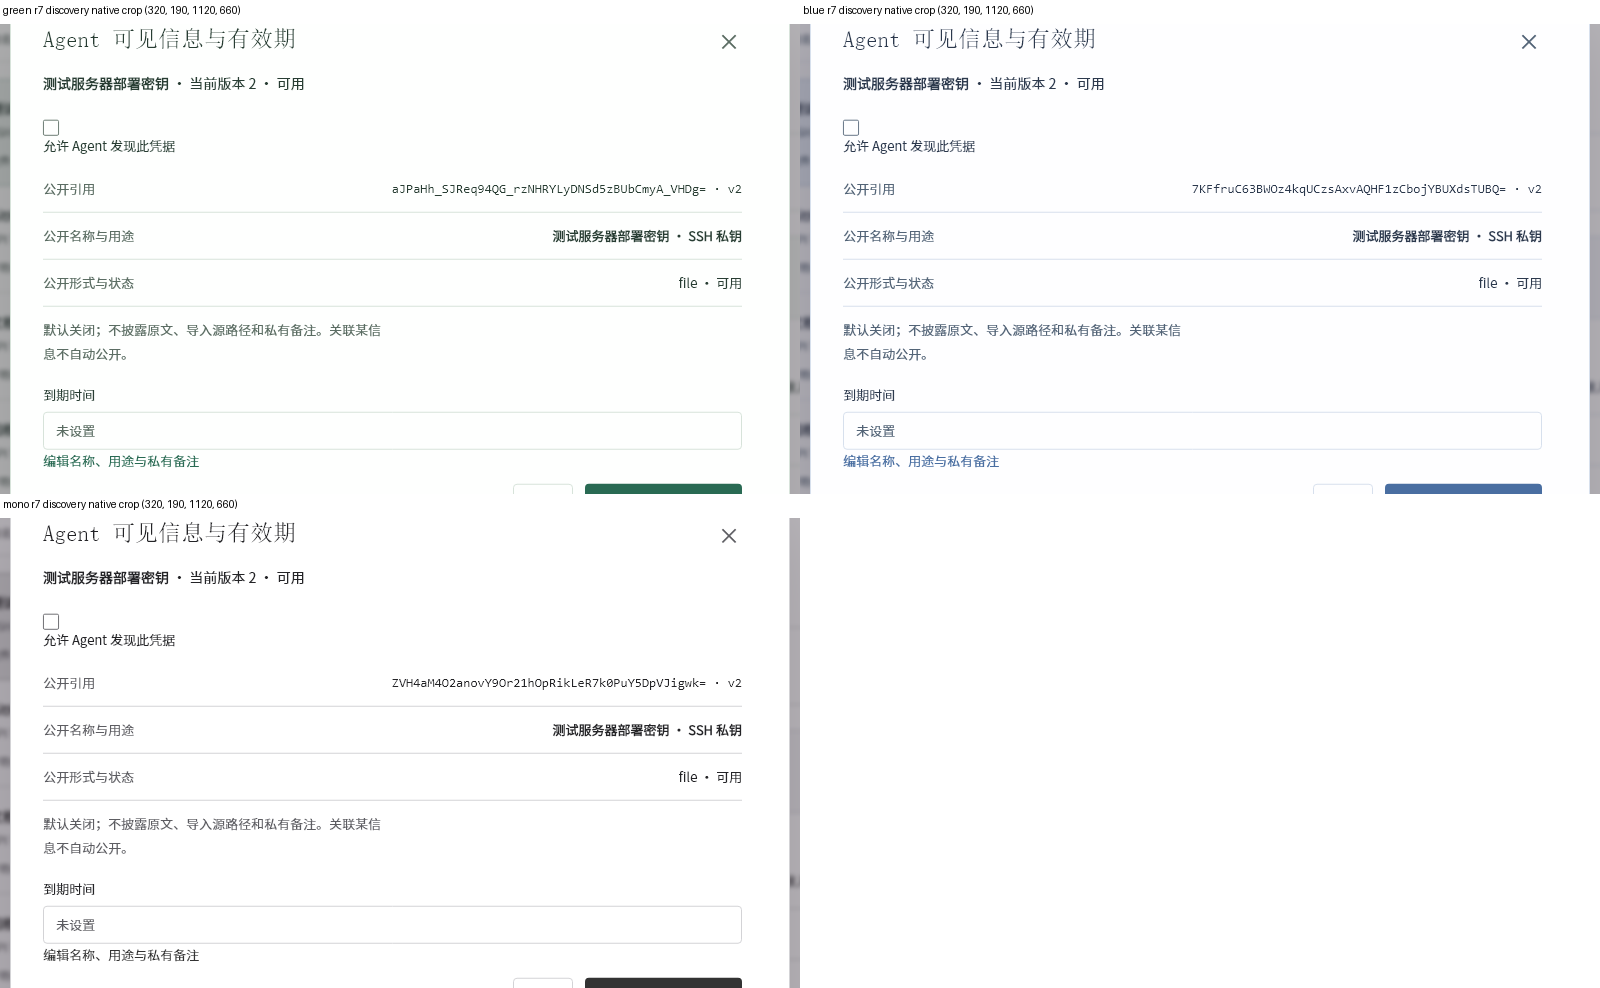 green r7 discovery native crop (320, 190, 1120, 660)
Agent 可见信息与有效期
测试服务器部署密钥 · 当前版本 2 · 可用
允许 Agent 发现此凭据
公开引用 aJPaHh_SJReq94QG_rzNHRYLyDNSd5zBUbCmyA_VHDg= · v2
公开名称与用途 测试服务器部署密钥 · SSH 私钥
公开形式与状态 file · 可用
默认关闭；不披露原文、导入源路径和私有备注。关联某信
息不自动公开。
到期时间
未设置
编辑名称、用途与私有备注
blue r7 discovery native crop (320, 190, 1120, 660)
Agent 可见信息与有效期
测试服务器部署密钥 · 当前版本 2 · 可用
允许 Agent 发现此凭据
公开引用 7KFfruC63BWOz4kqUCzsAxvAQHF1zCbojYBUXdsTUBQ= · v2
公开名称与用途 测试服务器部署密钥 · SSH 私钥
公开形式与状态 file · 可用
默认关闭；不披露原文、导入源路径和私有备注。关联某信
息不自动公开。
到期时间
未设置
编辑名称、用途与私有备注
mono r7 discovery native crop (320, 190, 1120, 660)
Agent 可见信息与有效期
测试服务器部署密钥 · 当前版本 2 · 可用
允许 Agent 发现此凭据
公开引用 ZVH4aM4O2anovY9Or21hOpRikLeR7k0PuY5DpVJigwk= · v2
公开名称与用途 测试服务器部署密钥 · SSH 私钥
公开形式与状态 file · 可用
默认关闭；不披露原文、导入源路径和私有备注。关联某信
息不自动公开。
到期时间
未设置
编辑名称、用途与私有备注